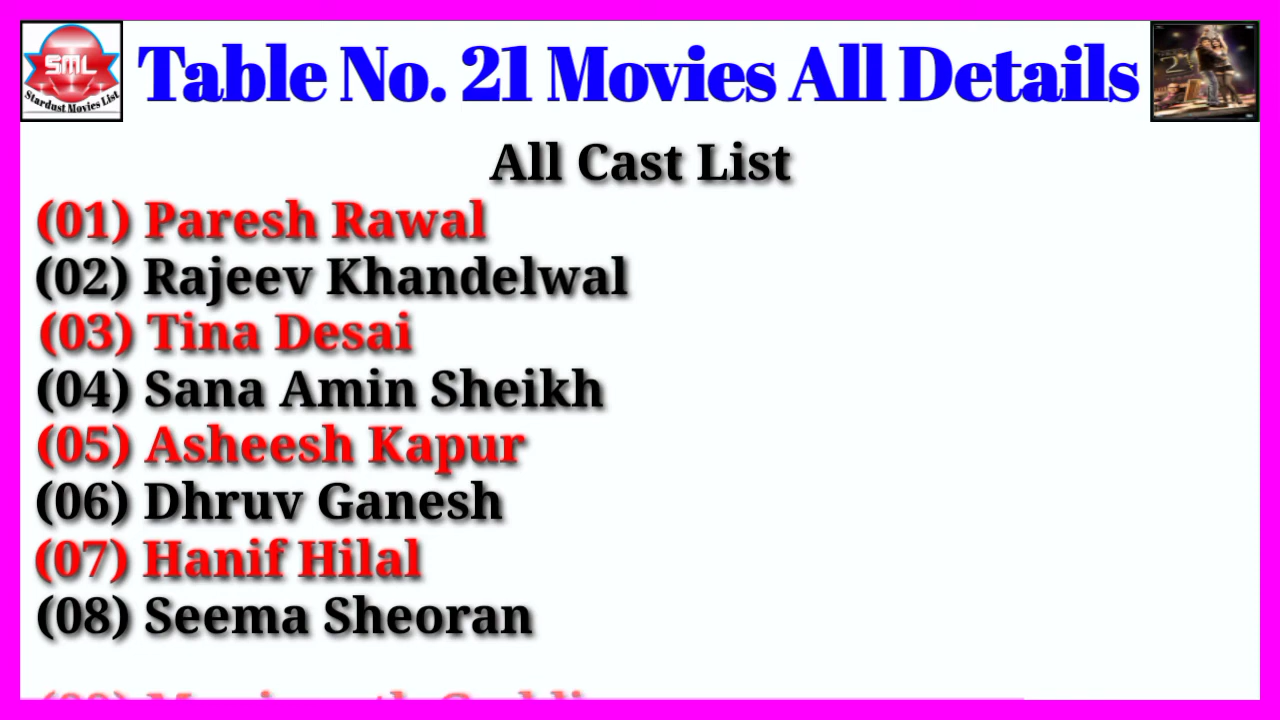 SML
Stardust Movies List
Table No. 21 Movies All Details
All Cast List
(01) Paresh Rawal
(02) Rajeev Khandelwal
(03) Tina Desai
(04) Sana Amin Sheikh
(05) Asheesh Kapur
(06) Dhruv Ganesh
(07) Hanif Hilal
(08) Seema Sheoran